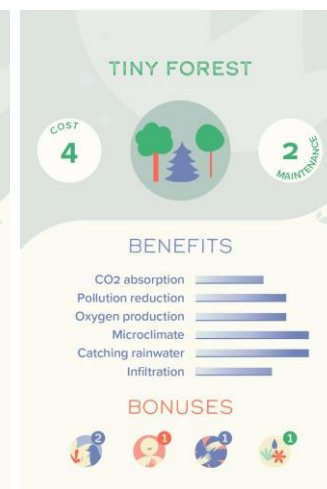 TINY FOREST
COST
4
2
MAINTENANCE
BENEFITS
CO2 absorption
Pollution reduction
Oxygen production
Microclimate
Catching rainwater
Infiltration
BONUSES
2
1
1
1